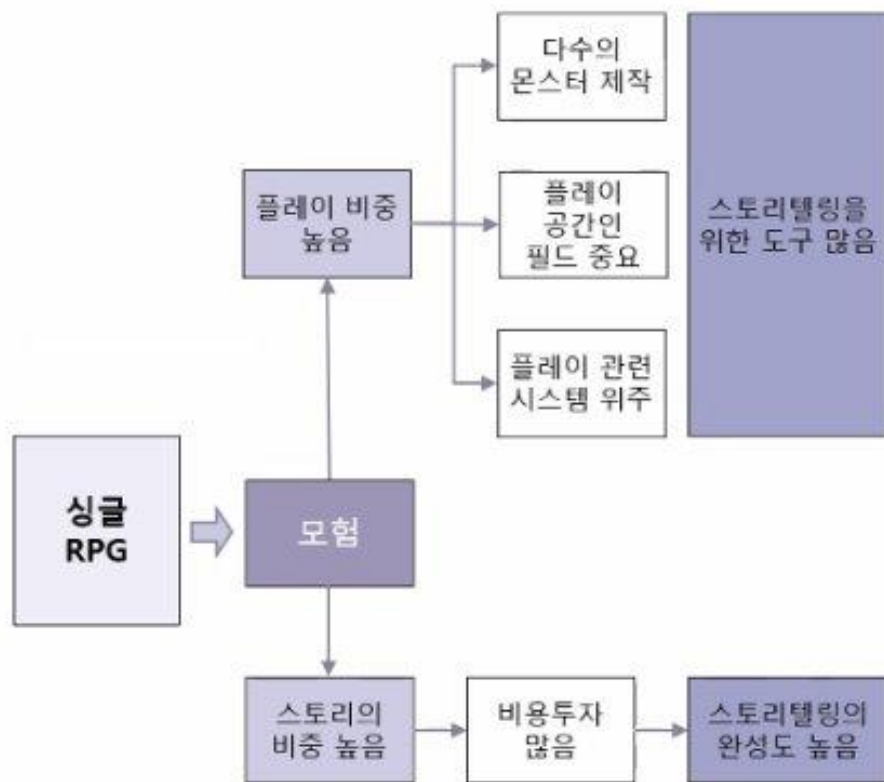 다수의
몬스터 제작
플레이 비중
높음
플레이
공간인
필드 중요
스토리텔링을
위한 도구 많음
플레이 관련
시스템 위주
싱글
RPG
모험
스토리의
비중 높음
비용투자
많음
스토리텔링의
완성도 높음